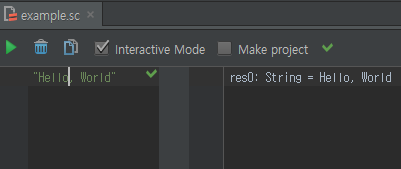 example.sc
Interactive Mode
Make project
"Hello, World"
res0: String = Hello, World